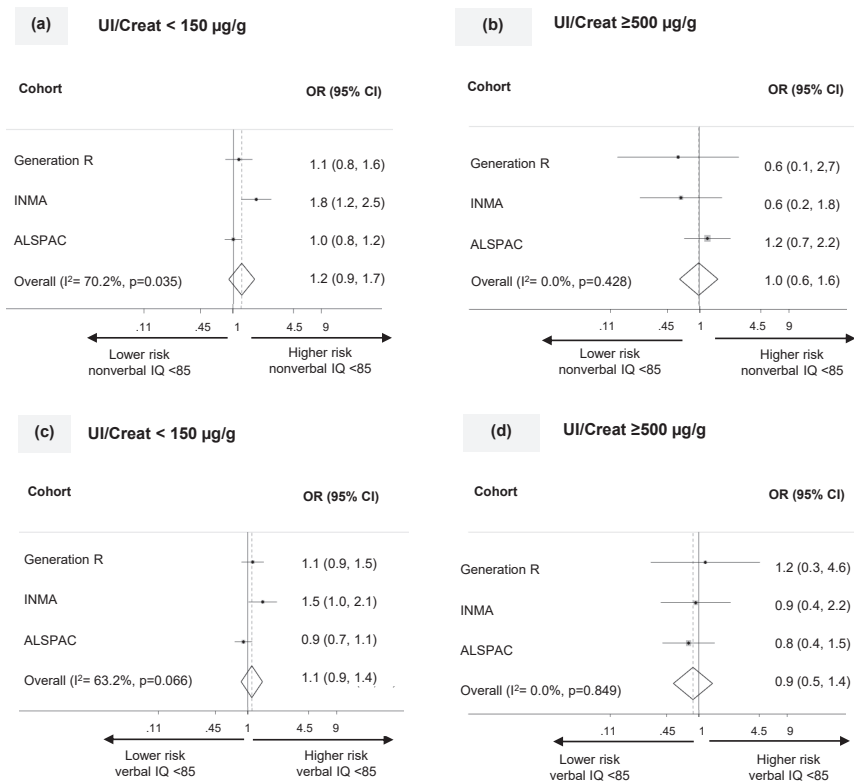 (a) UI/Creat < 150 µg/g
Cohort OR (95% CI)
Generation R 1.1 (0.8, 1.6)
INMA 1.8 (1.2, 2.5)
ALSPAC 1.0 (0.8, 1.2)
Overall (I²= 70.2%, p=0.035) 1.2 (0.9, 1.7)
.11 .45 1 4.5 9
Lower risk Higher risk
nonverbal IQ <85 nonverbal IQ <85
(b) UI/Creat ≥500 µg/g
Cohort OR (95% CI)
Generation R 0.6 (0.1, 2,7)
INMA 0.6 (0.2, 1.8)
ALSPAC 1.2 (0.7, 2.2)
Overall (I²= 0.0%, p=0.428) 1.0 (0.6, 1.6)
.11 .45 1 4.5 9
Lower risk Higher risk
nonverbal IQ <85 nonverbal IQ <85
(c) UI/Creat < 150 µg/g
Cohort OR (95% CI)
Generation R 1.1 (0.9, 1.5)
INMA 1.5 (1.0, 2.1)
ALSPAC 0.9 (0.7, 1.1)
Overall (I²= 63.2%, p=0.066) 1.1 (0.9, 1.4)
.11 .45 1 4.5 9
Lower risk Higher risk
verbal IQ <85 verbal IQ <85
(d) UI/Creat ≥500 µg/g
Cohort OR (95% CI)
Generation R 1.2 (0.3, 4.6)
INMA 0.9 (0.4, 2.2)
ALSPAC 0.8 (0.4, 1.5)
Overall (I²= 0.0%, p=0.849) 0.9 (0.5, 1.4)
.11 .45 1 4.5 9
Lower risk Higher risk
verbal IQ <85 verbal IQ <85